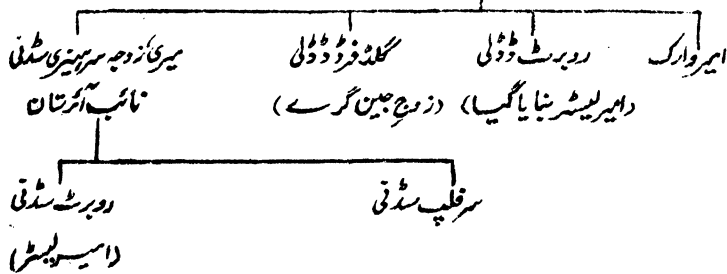 امیر وارک روبرٹ ڈڈلی گلڈفرڈ ڈڈلی میری زوجہ سر ہینری سڈنی
(امیر لیسٹر بنایا گیا) (زوج جین گرے) نائب آئرستان
سر فلپ سڈنی روبرٹ سڈنی
(امیر لیسٹر)